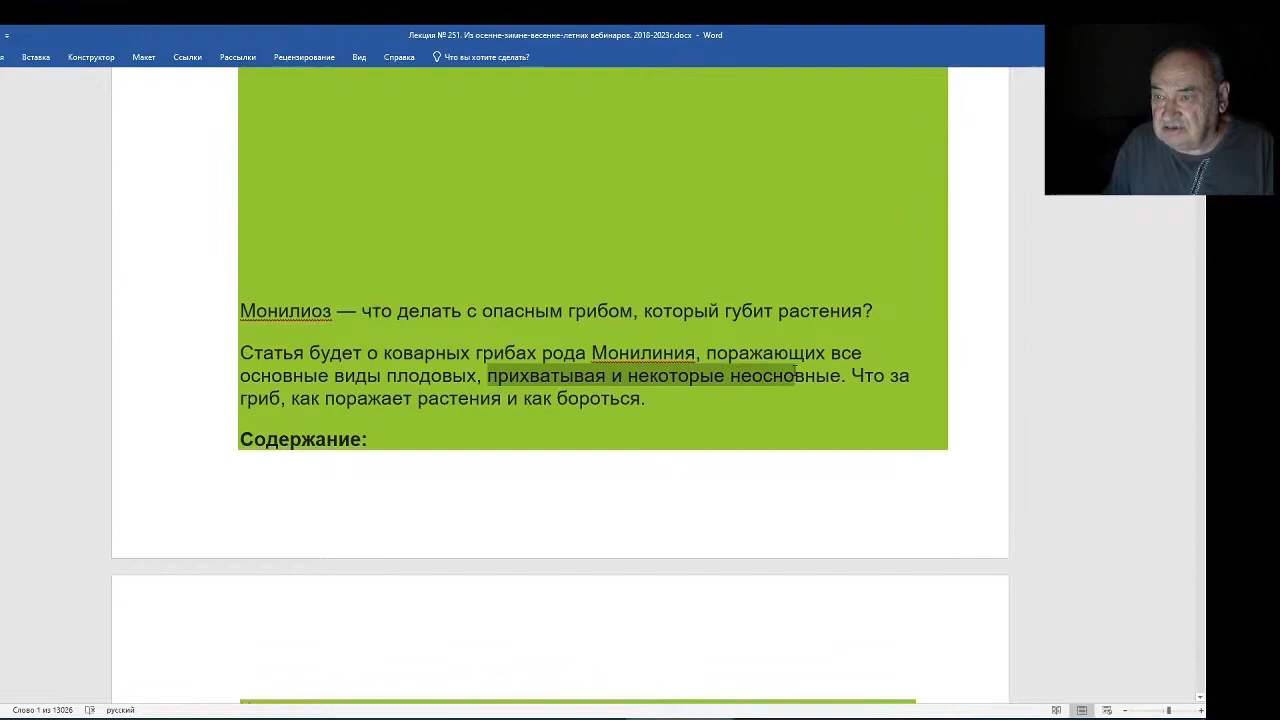 Лекция № 251. Из осенне-зимне-весенне-летних вебинаров. 2018-2023г.docx - Word
я Вставка Конструктор Макет Ссылки Рассылки Рецензирование Вид Справка Что вы хотите сделать?
Монилиоз — что делать с опасным грибом, который губит растения?
Статья будет о коварных грибах рода Монилиния, поражающих все
основные виды плодовых, прихватывая и некоторые неосновные. Что за
гриб, как поражает растения и как бороться.
Содержание:
Слово 1 из 13026 русский